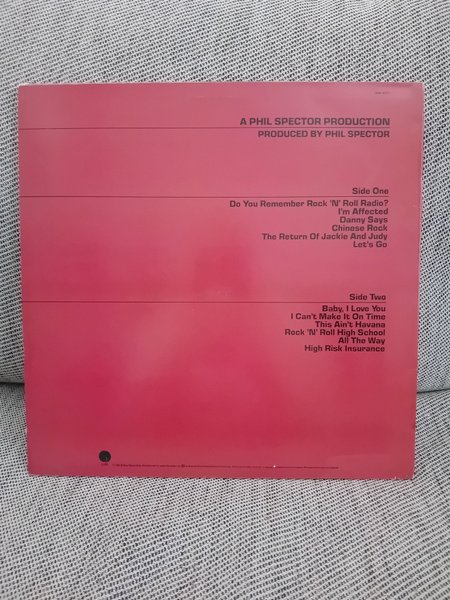 A PHIL SPECTOR PRODUCTION
PRODUCED BY PHIL SPECTOR
Side One
Do You Remember Rock 'N' Roll Radio?
I'm Affected
Danny Says
Chinese Rock
The Return Of Jackie And Judy
Let's Go
Side Two
Baby, I Love You
I Can't Make It On Time
This Ain't Havana
Rock 'N' Roll High School
All The Way
High Risk Insurance